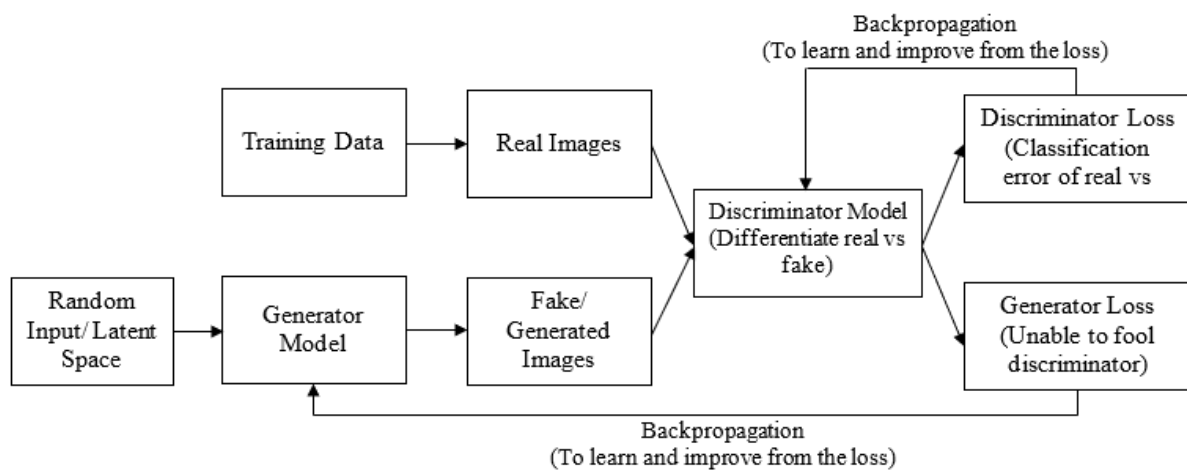 Backpropagation
(To learn and improve from the loss)
Training Data
Real Images
Discriminator Loss
(Classification
error of real vs
Discriminator Model
(Differentiate real vs
fake)
Random
Input/ Latent
Space
Generator
Model
Fake/
Generated
Images
Generator Loss
(Unable to fool
discriminator)
Backpropagation
(To learn and improve from the loss)